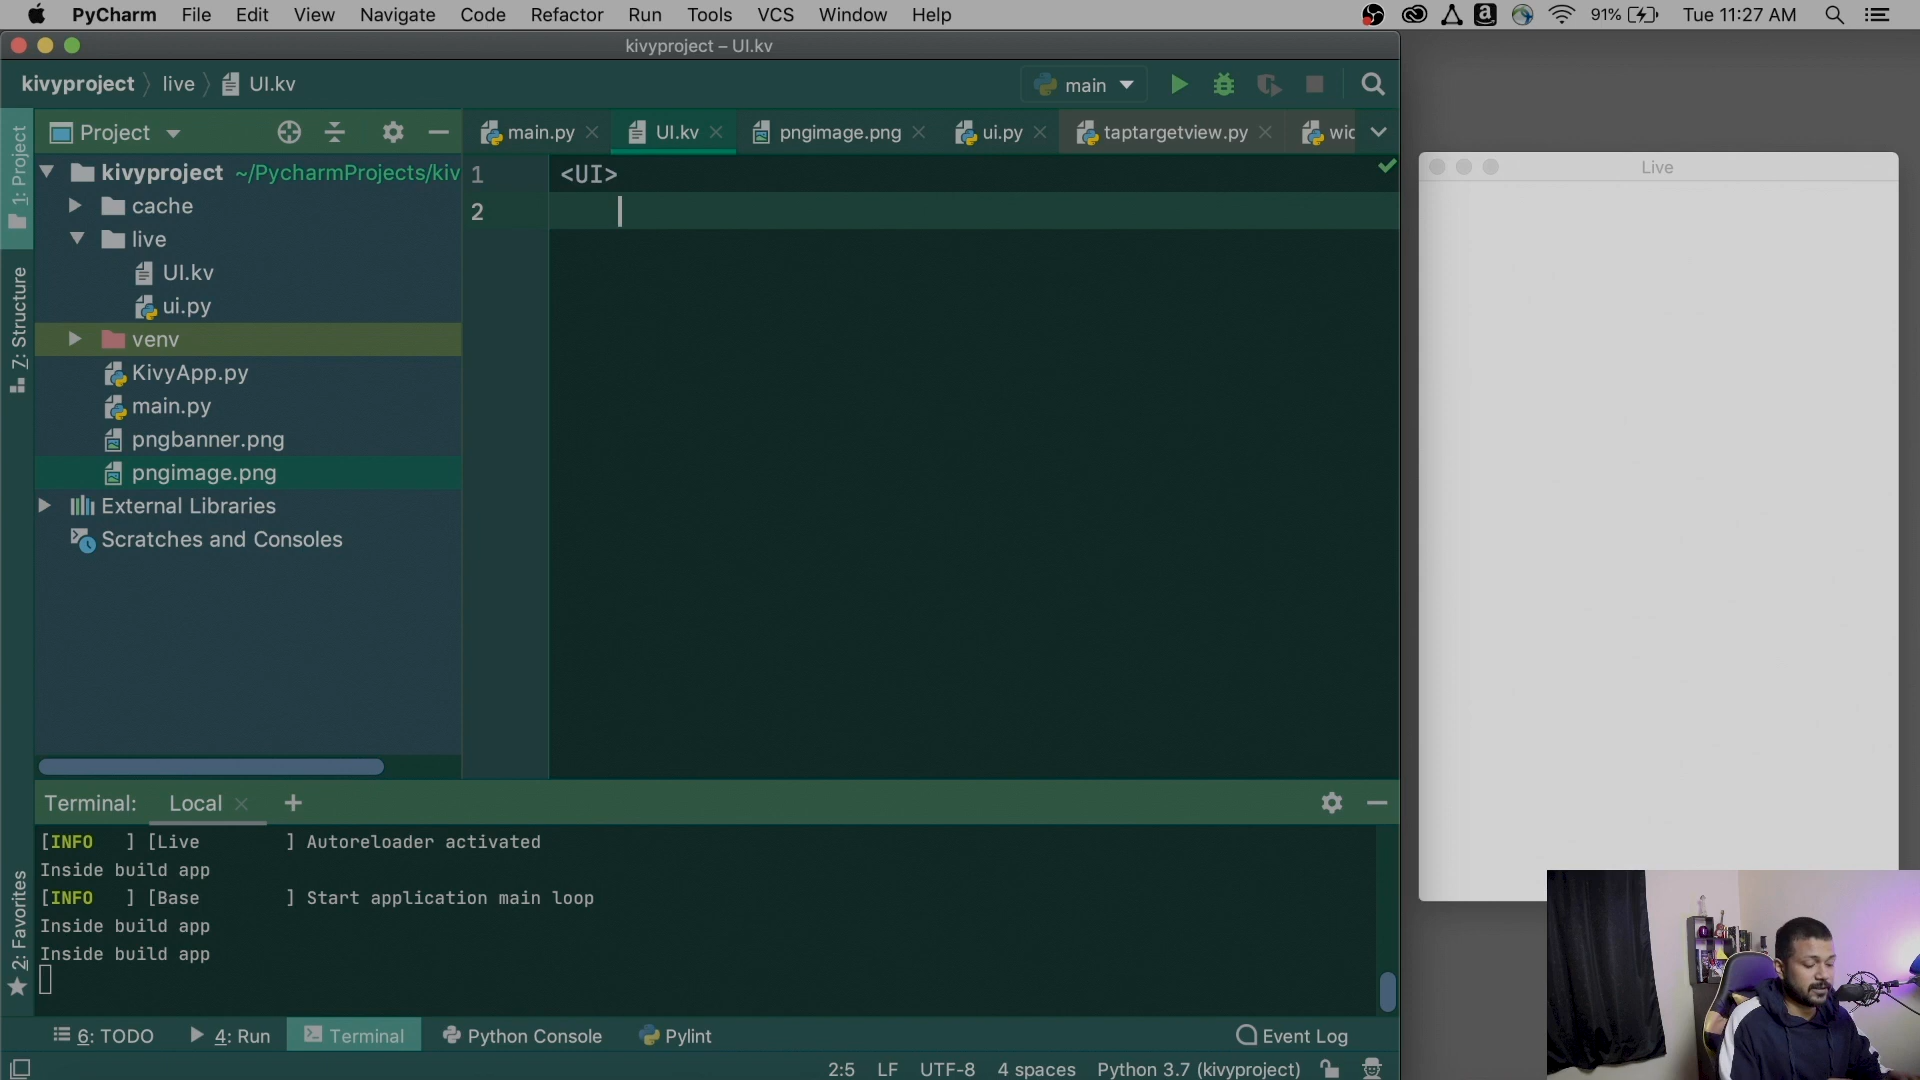 PyCharm File Edit View Navigate Code Refactor Run Tools VCS Window Help 91% Tue 11:27 AM
kivyproject – UI.kv
kivyproject live UI.kv main
1: Project
Project
main.py UI.kv pngimage.png ui.py taptargetview.py
kivyproject ~/PycharmProjects/kiv
cache
live
UI.kv
ui.py
venv
KivyApp.py
main.py
pngbanner.png
pngimage.png
External Libraries
Scratches and Consoles
7: Structure
2: Favorites
1 <UI>
2
Live
Terminal: Local
[INFO   ] [Live        ] Autoreloader activated
Inside build app
[INFO   ] [Base        ] Start application main loop
Inside build app
Inside build app
6: TODO 4: Run Terminal Python Console Pylint Event Log
2:5 LF UTF-8 4 spaces Python 3.7 (kivyproject)